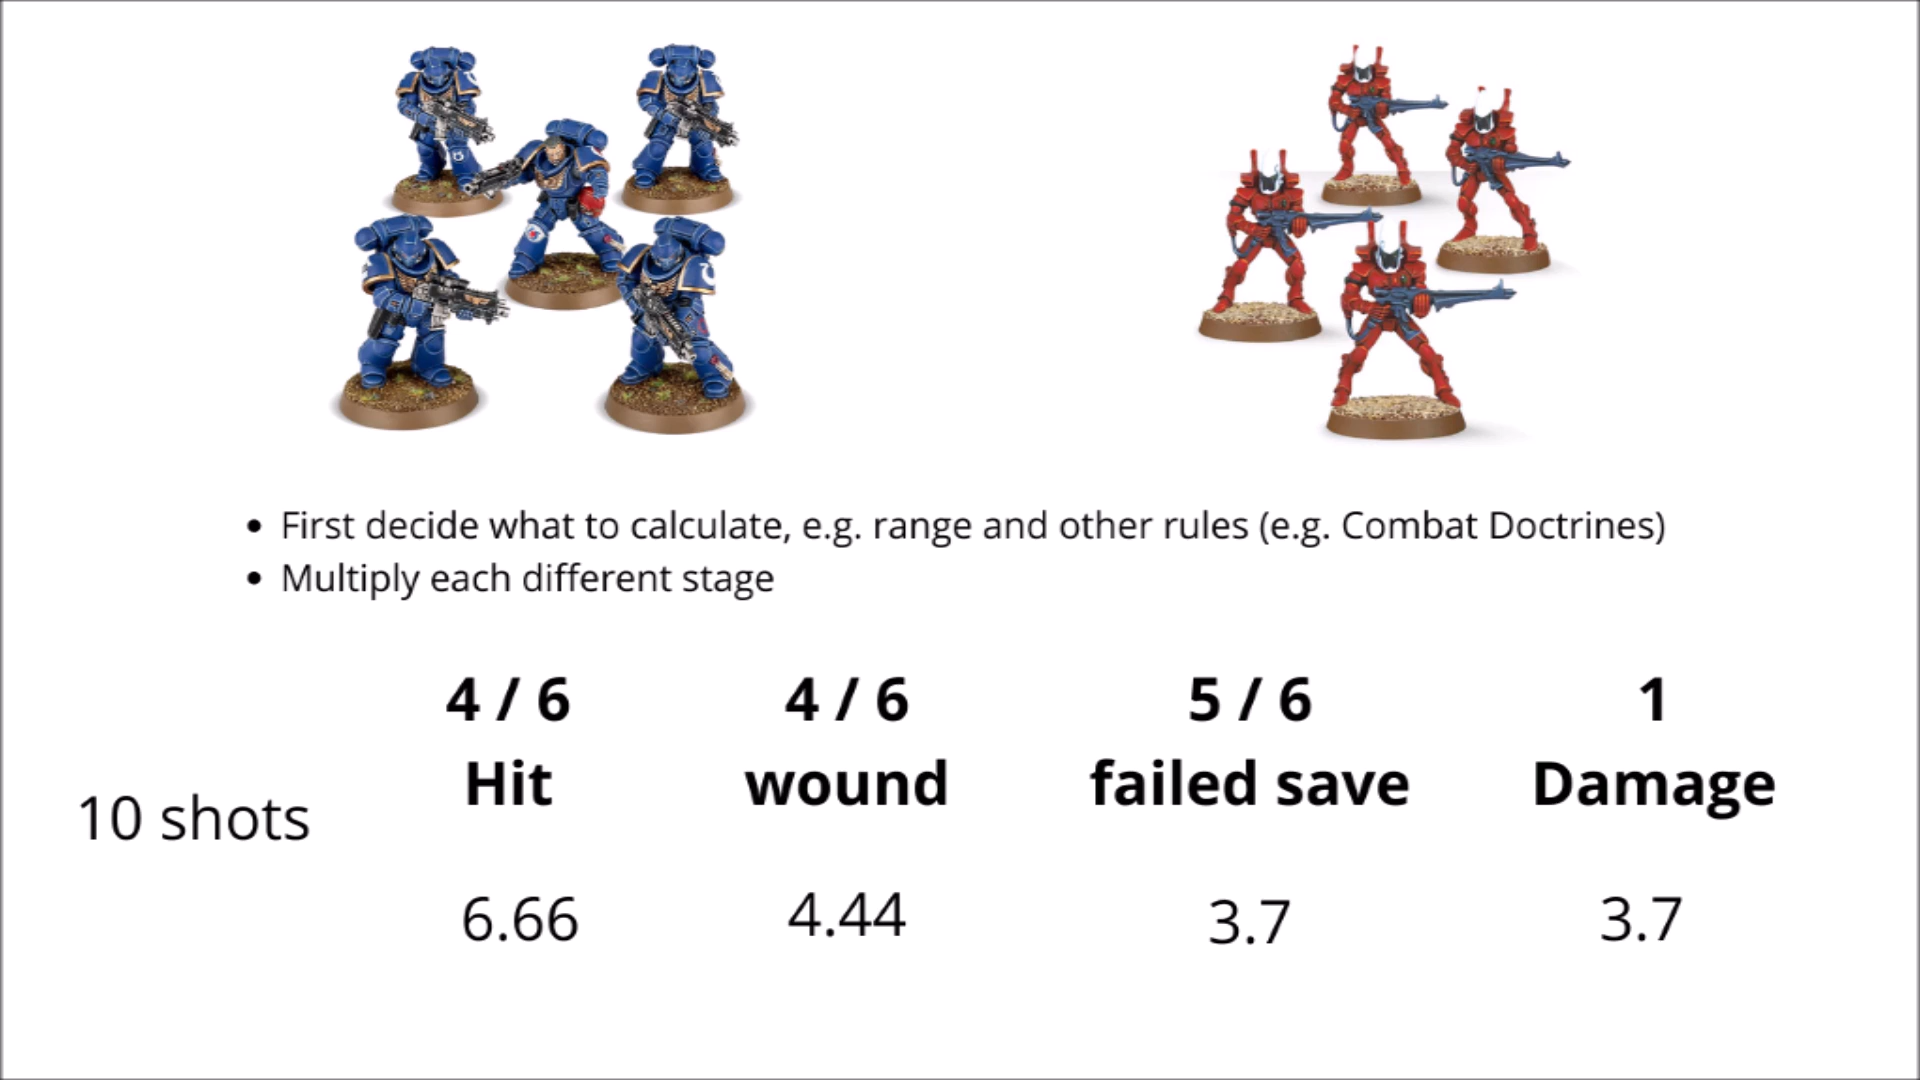 • First decide what to calculate, e.g. range and other rules (e.g. Combat Doctrines)
• Multiply each different stage
4 / 6 4 / 6 5 / 6 1
Hit wound failed save Damage
10 shots
6.66 4.44 3.7 3.7